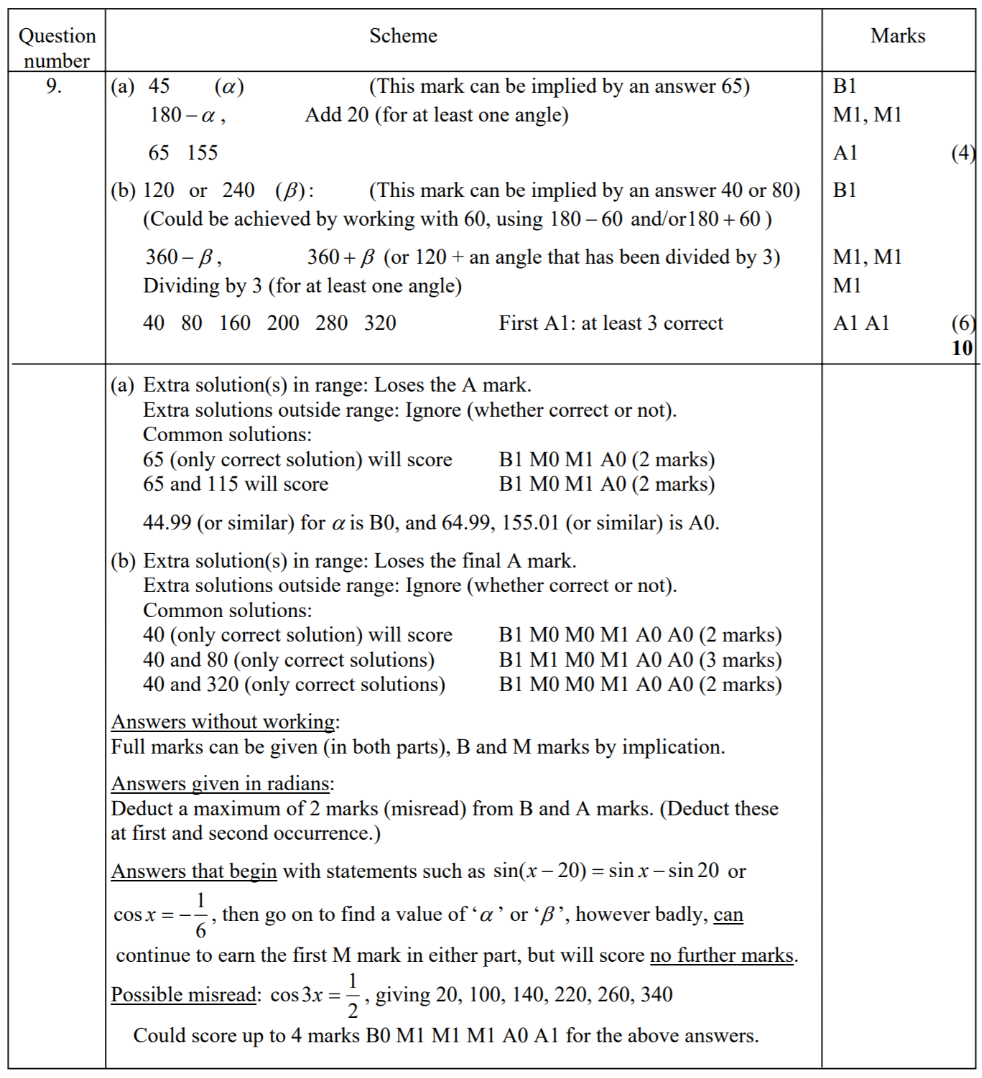 Question number Scheme Marks
9. (a) 45 (α) (This mark can be implied by an answer 65) B1
180 – α , Add 20 (for at least one angle) M1, M1
65 155 A1 (4)
(b) 120 or 240 (β): (This mark can be implied by an answer 40 or 80) B1
(Could be achieved by working with 60, using 180 – 60 and/or180 + 60 )
360 – β , 360 + β (or 120 + an angle that has been divided by 3) M1, M1
Dividing by 3 (for at least one angle) M1
40 80 160 200 280 320 First A1: at least 3 correct A1 A1 (6)
10
(a) Extra solution(s) in range: Loses the A mark.
Extra solutions outside range: Ignore (whether correct or not).
Common solutions:
65 (only correct solution) will score B1 M0 M1 A0 (2 marks)
65 and 115 will score B1 M0 M1 A0 (2 marks)
44.99 (or similar) for α is B0, and 64.99, 155.01 (or similar) is A0.
(b) Extra solution(s) in range: Loses the final A mark.
Extra solutions outside range: Ignore (whether correct or not).
Common solutions:
40 (only correct solution) will score B1 M0 M0 M1 A0 A0 (2 marks)
40 and 80 (only correct solutions) B1 M1 M0 M1 A0 A0 (3 marks)
40 and 320 (only correct solutions) B1 M0 M0 M1 A0 A0 (2 marks)
Answers without working:
Full marks can be given (in both parts), B and M marks by implication.
Answers given in radians:
Deduct a maximum of 2 marks (misread) from B and A marks. (Deduct these
at first and second occurrence.)
Answers that begin with statements such as sin(x – 20) = sin x – sin 20 or
cos x = –1/6, then go on to find a value of ‘α’ or ‘β’, however badly, can
continue to earn the first M mark in either part, but will score no further marks.
Possible misread: cos 3x = 1/2, giving 20, 100, 140, 220, 260, 340
Could score up to 4 marks B0 M1 M1 M1 A0 A1 for the above answers.